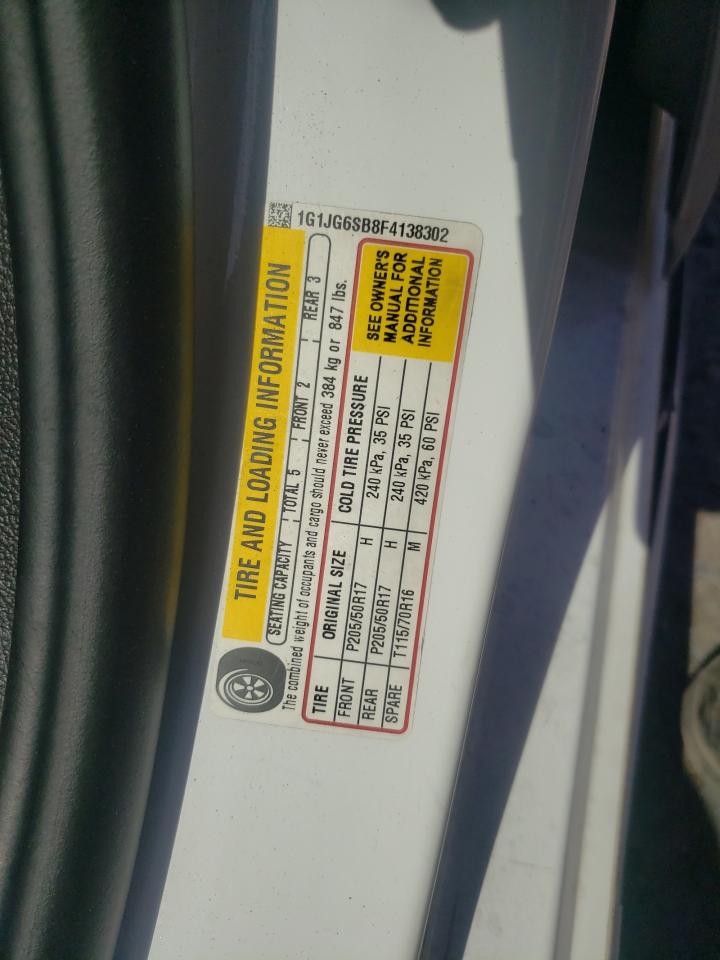 1G1JG6SB8F4138302
TIRE AND LOADING INFORMATION
SEATING CAPACITY TOTAL 5 FRONT 2 REAR 3
The combined weight of occupants and cargo should never exceed 384 kg or 847 lbs.
TIRE ORIGINAL SIZE COLD TIRE PRESSURE
FRONT P205/50R17 H 240 kPa, 35 PSI
REAR P205/50R17 H 240 kPa, 35 PSI
SPARE T115/70R16 M 420 kPa, 60 PSI
SEE OWNER'S
MANUAL FOR
ADDITIONAL
INFORMATION